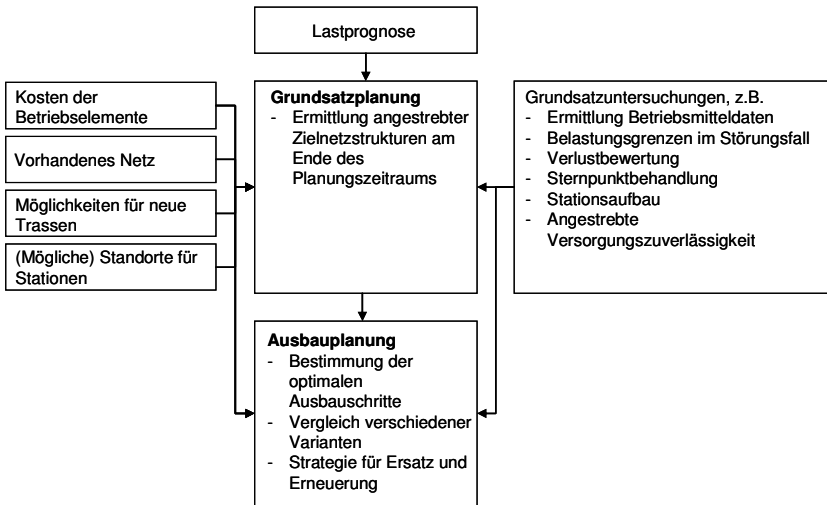 Lastprognose
Kosten der
Betriebselemente
Vorhandenes Netz
Möglichkeiten für neue
Trassen
(Mögliche) Standorte für
Stationen
Grundsatzplanung
- Ermittlung angestrebter
Zielnetzstrukturen am
Ende des
Planungszeitraums
Grundsatzuntersuchungen, z.B.
- Ermittlung Betriebsmitteldaten
- Belastungsgrenzen im Störungsfall
- Verlustbewertung
- Sternpunktbehandlung
- Stationsaufbau
- Angestrebte
Versorgungszuverlässigkeit
Ausbauplanung
- Bestimmung der
optimalen
Ausbauschritte
- Vergleich verschiedener
Varianten
- Strategie für Ersatz und
Erneuerung